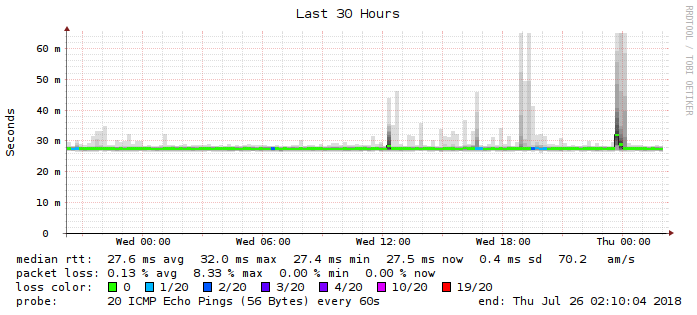 Last 30 Hours
RRDTOOL / TOBI OETIKER
Seconds
60 m
50 m
40 m
30 m
20 m
10 m
0
Wed 00:00 Wed 06:00 Wed 12:00 Wed 18:00 Thu 00:00
median rtt: 27.6 ms avg 32.0 ms max 27.4 ms min 27.5 ms now 0.4 ms sd 70.2 am/s
packet loss: 0.13 % avg 8.33 % max 0.00 % min 0.00 % now
loss color: 0 1/20 2/20 3/20 4/20 10/20 19/20
probe: 20 ICMP Echo Pings (56 Bytes) every 60s end: Thu Jul 26 02:10:04 2018